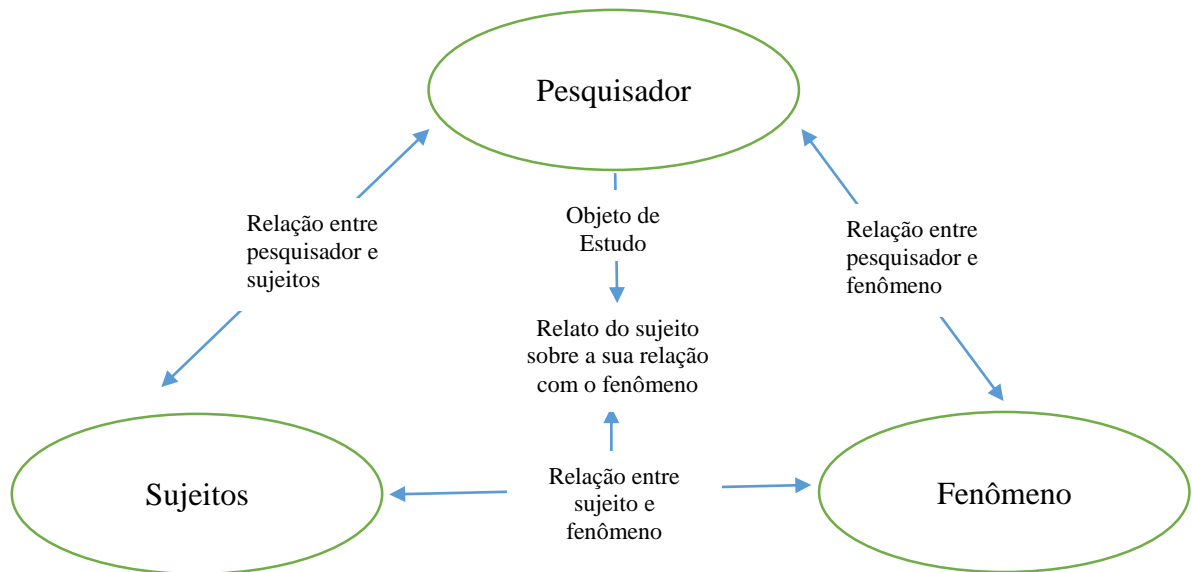 Pesquisador
Relação entre
pesquisador e
sujeitos
Objeto de
Estudo
Relação entre
pesquisador e
fenômeno
Relato do sujeito
sobre a sua relação
com o fenômeno
Sujeitos
Relação entre
sujeito e
fenômeno
Fenômeno